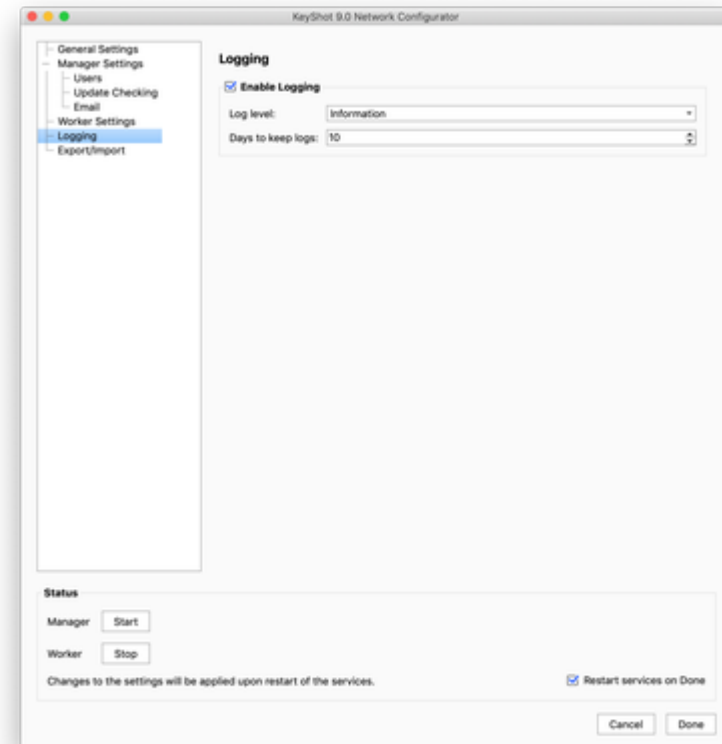 KeyShot 9.0 Network Configurator
General Settings
Manager Settings
Users
Update Checking
Email
Worker Settings
Logging
Export/Import
Logging
Enable Logging
Log level: Information
Days to keep logs: 10
Status
Manager Start
Worker Stop
Changes to the settings will be applied upon restart of the services.
Restart services on Done
Cancel Done